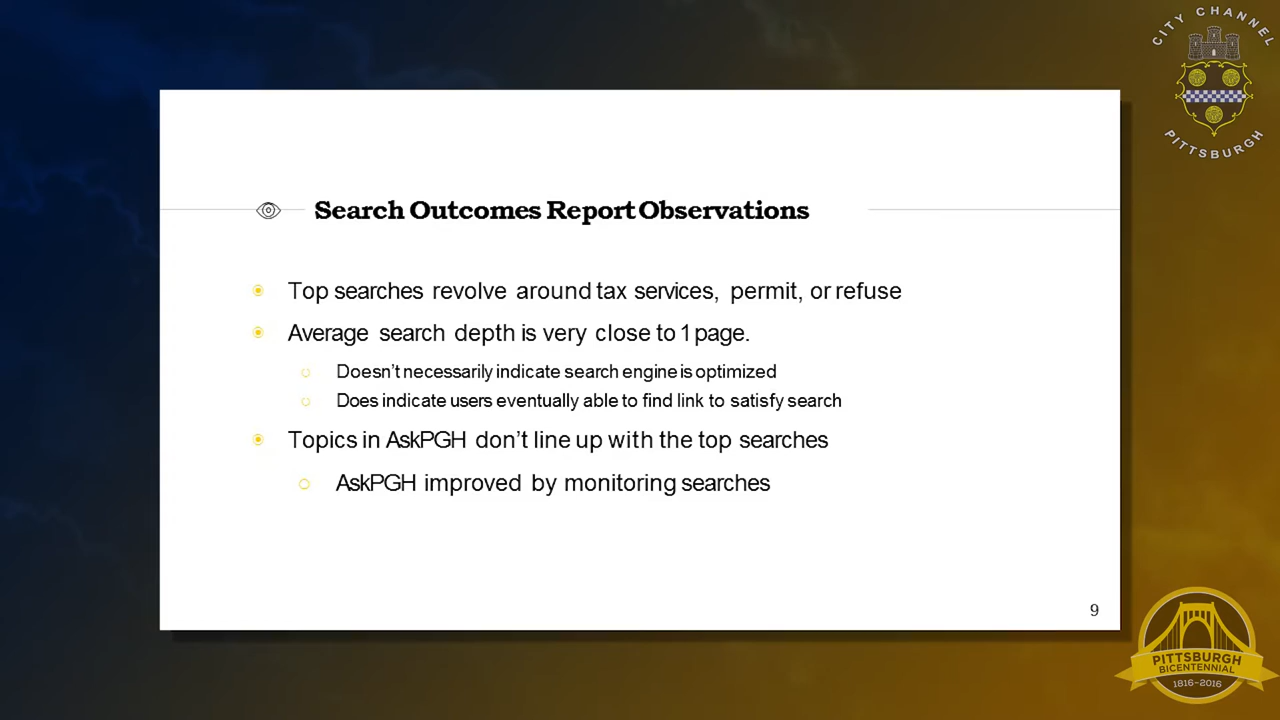 CITY CHANNEL
PITTSBURGH
Search Outcomes Report Observations
Top searches revolve around tax services, permit, or refuse
Average search depth is very close to 1 page.
Doesn't necessarily indicate search engine is optimized
Does indicate users eventually able to find link to satisfy search
Topics in AskPGH don't line up with the top searches
AskPGH improved by monitoring searches
9
PITTSBURGH
BICENTENNIAL
1816-2016